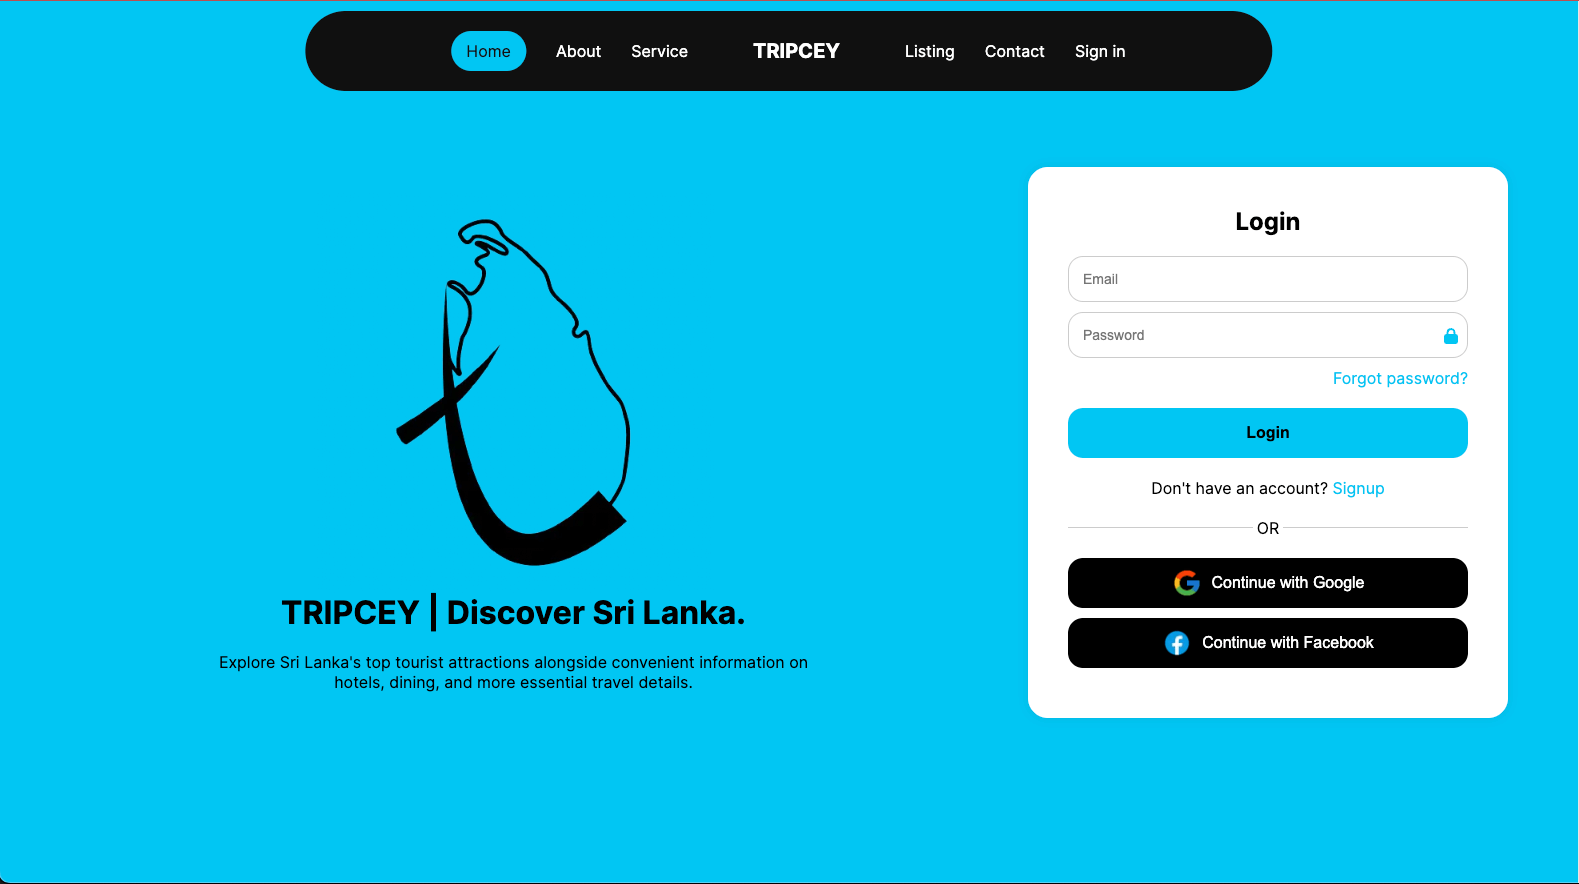 Home About Service TRIPCEY Listing Contact Sign in
TRIPCEY | Discover Sri Lanka.
Explore Sri Lanka's top tourist attractions alongside convenient information on
hotels, dining, and more essential travel details.
Login
Email
Password
Forgot password?
Login
Don't have an account? Signup
OR
Continue with Google
Continue with Facebook